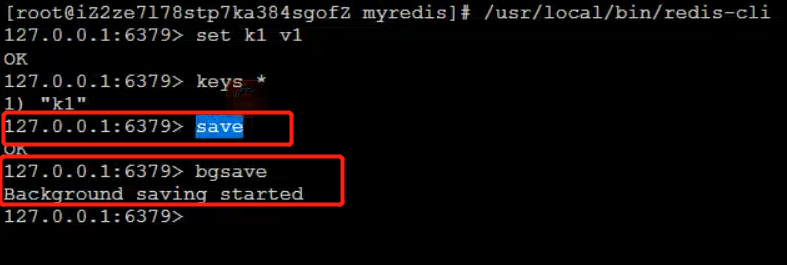 [root@iZ2ze7l78stp7ka384sgofZ myredis]# /usr/local/bin/redis-cli
127.0.0.1:6379> set k1 v1
OK
127.0.0.1:6379> keys *
1) "k1"
127.0.0.1:6379> save
OK
127.0.0.1:6379> bgsave
Background saving started
127.0.0.1:6379>